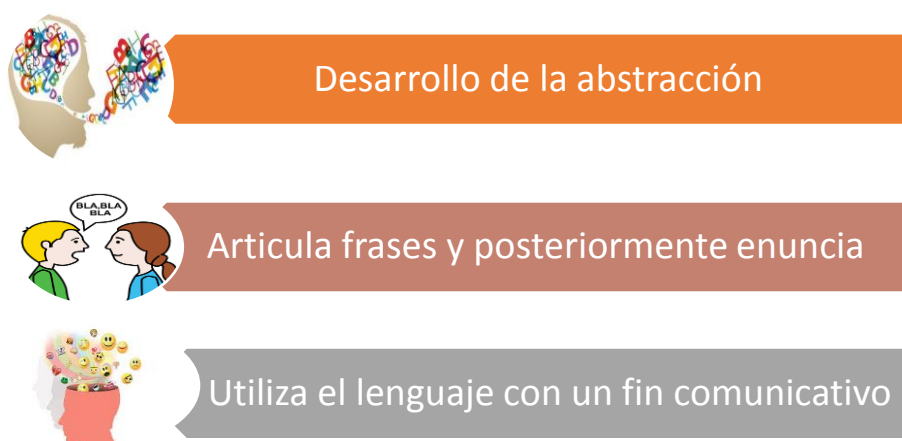 Desarrollo de la abstracción
BLA,BLA
BLA
Articula frases y posteriormente enuncia
Utiliza el lenguaje con un fin comunicativo